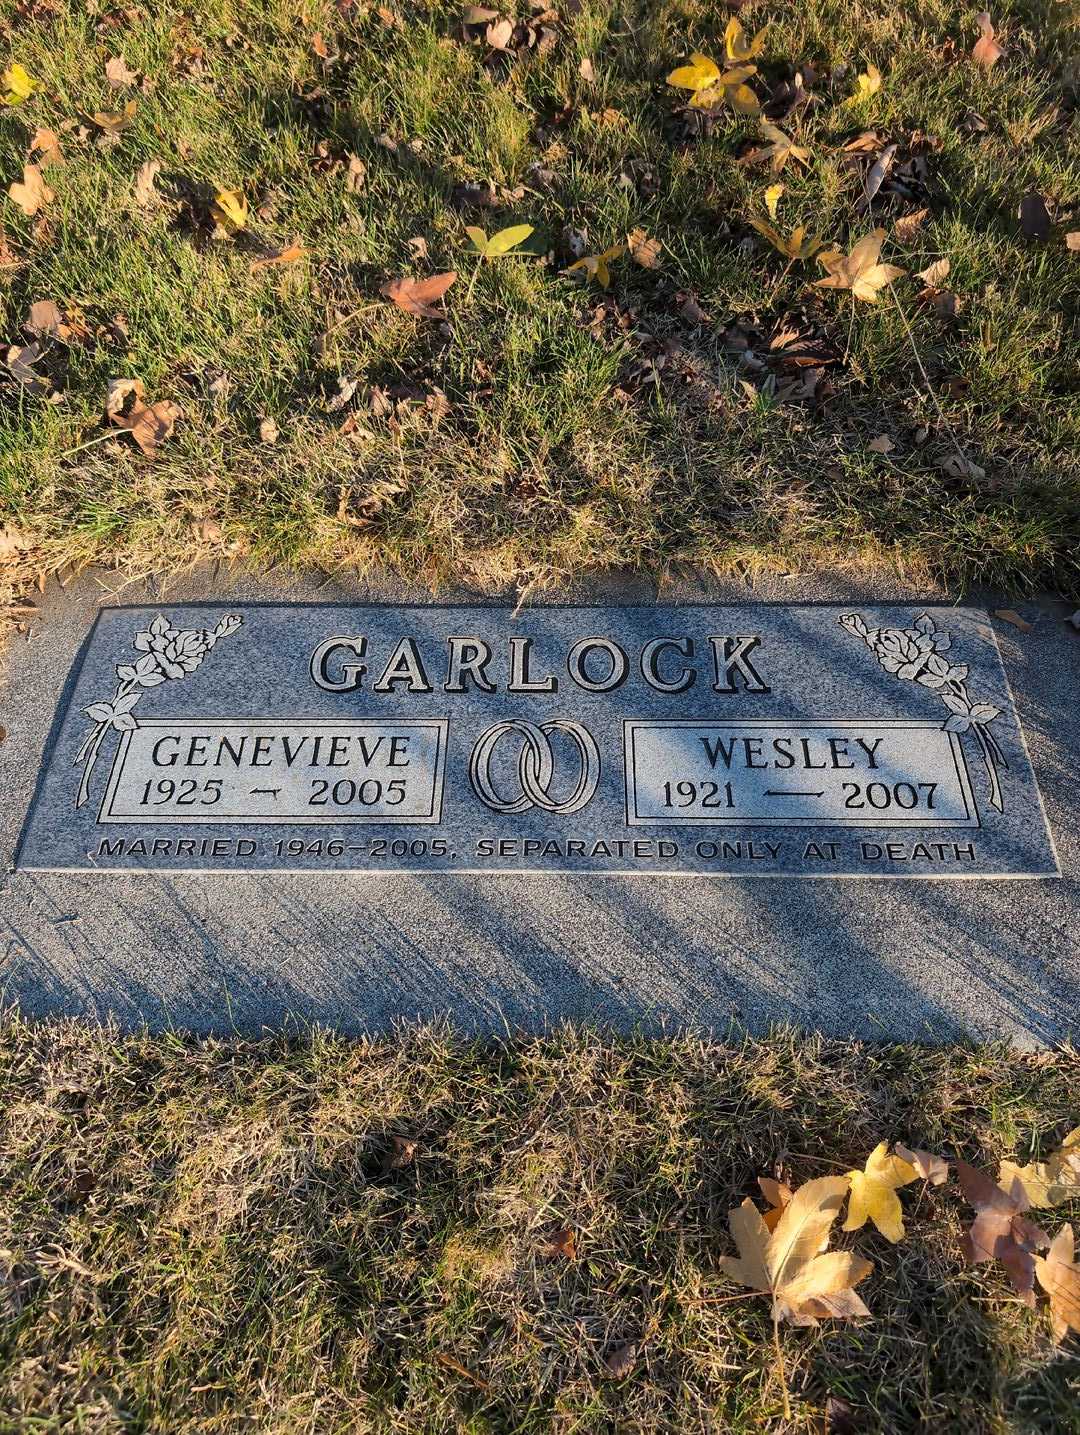 GARLOCK
GENEVIEVE
1925 — 2005
WESLEY
1921 — 2007
MARRIED 1946-2005, SEPARATED ONLY AT DEATH